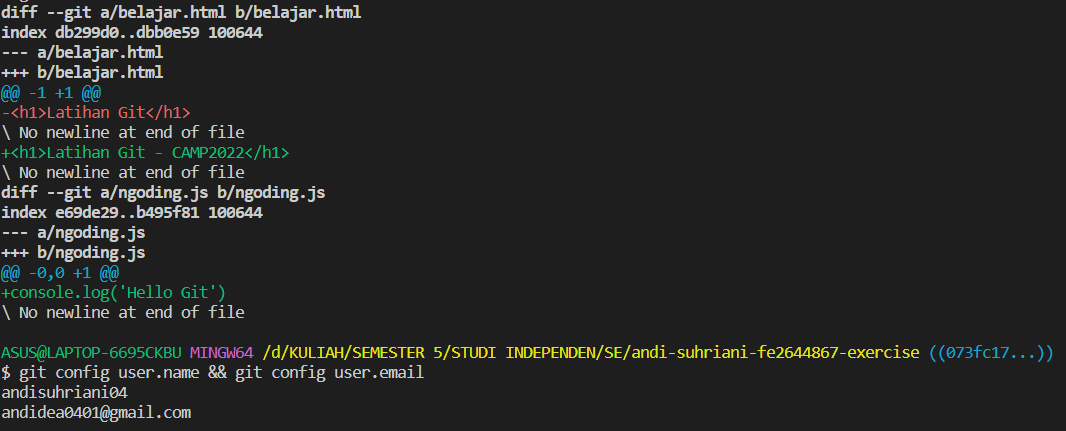 diff --git a/belajar.html b/belajar.html
index db299d0..dbb0e59 100644
--- a/belajar.html
+++ b/belajar.html
@@ -1 +1 @@
-<h1>Latihan Git</h1>
\ No newline at end of file
+<h1>Latihan Git - CAMP2022</h1>
\ No newline at end of file
diff --git a/ngoding.js b/ngoding.js
index e69de29..b495f81 100644
--- a/ngoding.js
+++ b/ngoding.js
@@ -0,0 +1 @@
+console.log('Hello Git')
\ No newline at end of file
ASUS@LAPTOP-6695CKBU MINGW64 /d/KULIAH/SEMESTER 5/STUDI INDEPENDEN/SE/andi-suhriani-fe2644867-exercise ((073fc17...))
$ git config user.name && git config user.email
andisuhriani04
andidea0401@gmail.com